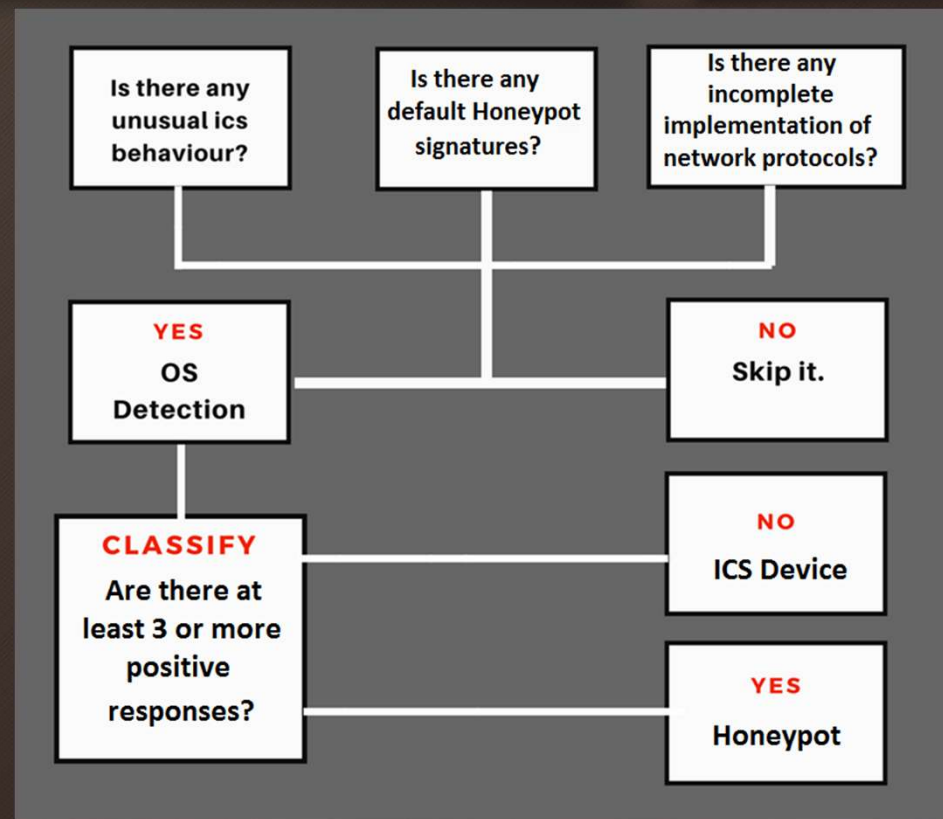 Is there any
unusual ics
behaviour?
Is there any
default Honeypot
signatures?
Is there any
incomplete
implementation of
network protocols?
YES
OS
Detection
NO
Skip it.
CLASSIFY
Are there at
least 3 or more
positive
responses?
NO
ICS Device
YES
Honeypot